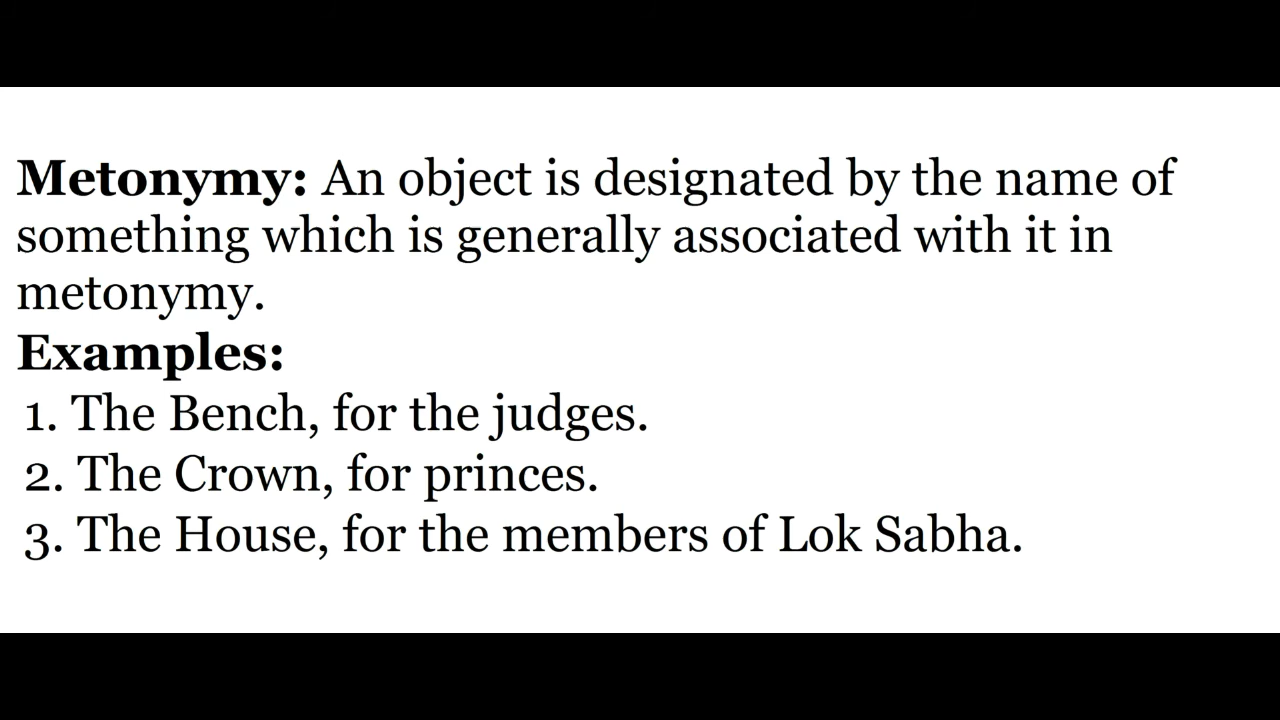 Metonymy: An object is designated by the name of
something which is generally associated with it in
metonymy.
Examples:
1. The Bench, for the judges.
2. The Crown, for princes.
3. The House, for the members of Lok Sabha.